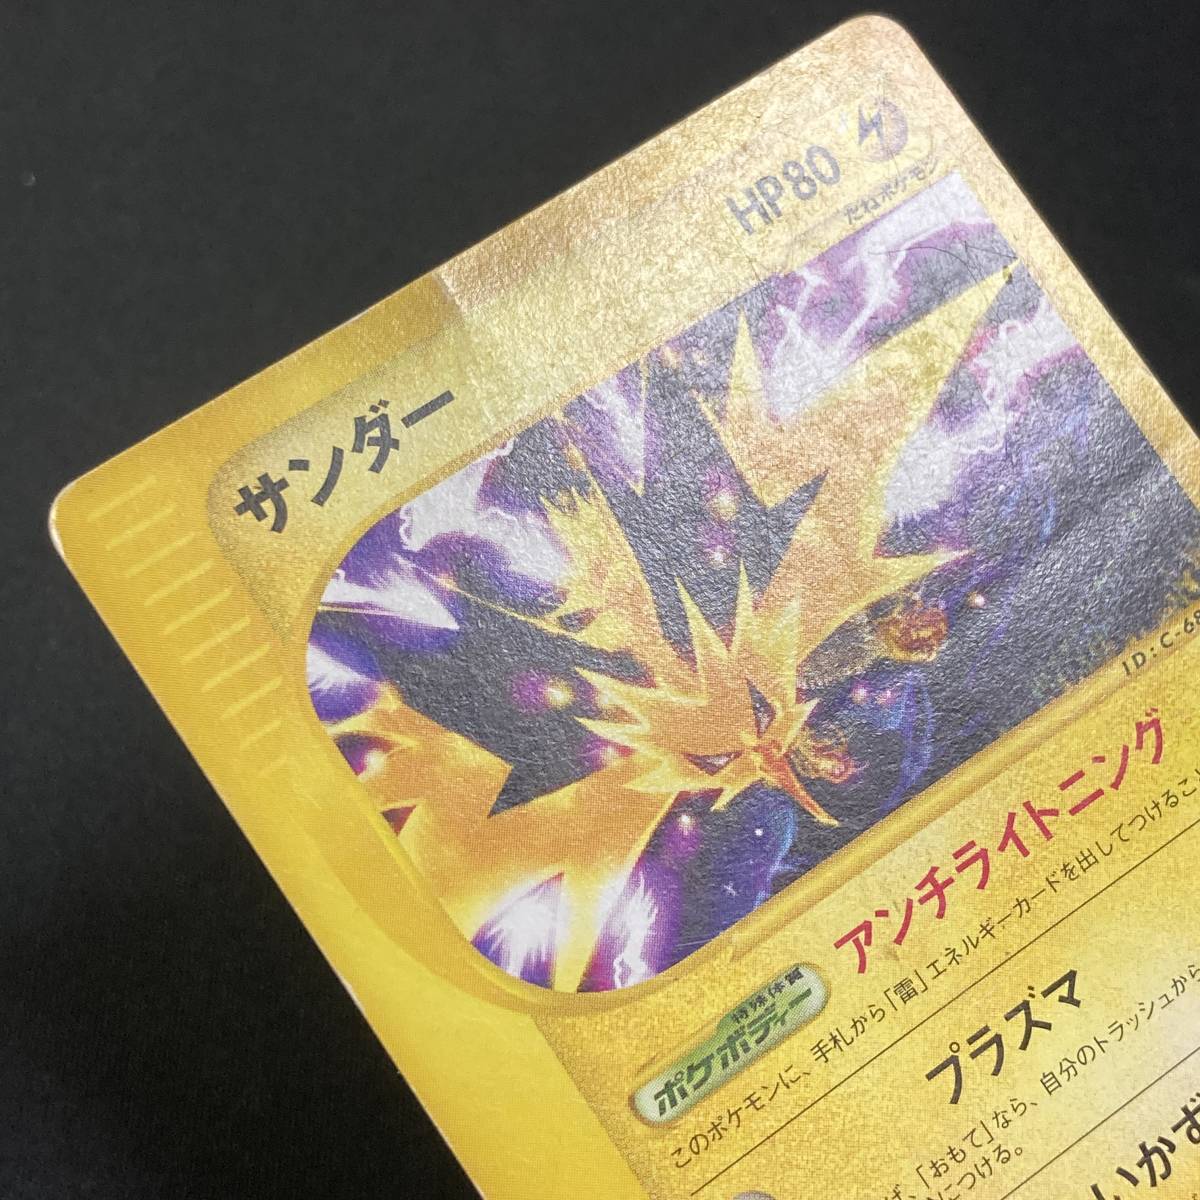 サンダー
HP80
たねポケモン
ID:C-68
特殊体質
ポケボディー
アンチライトニング
このポケモンに、手札から「雷」エネルギーカードを出してつけるこ
プラズマ
「おもて」なら、自分のトラッシュから
につける。
いかず